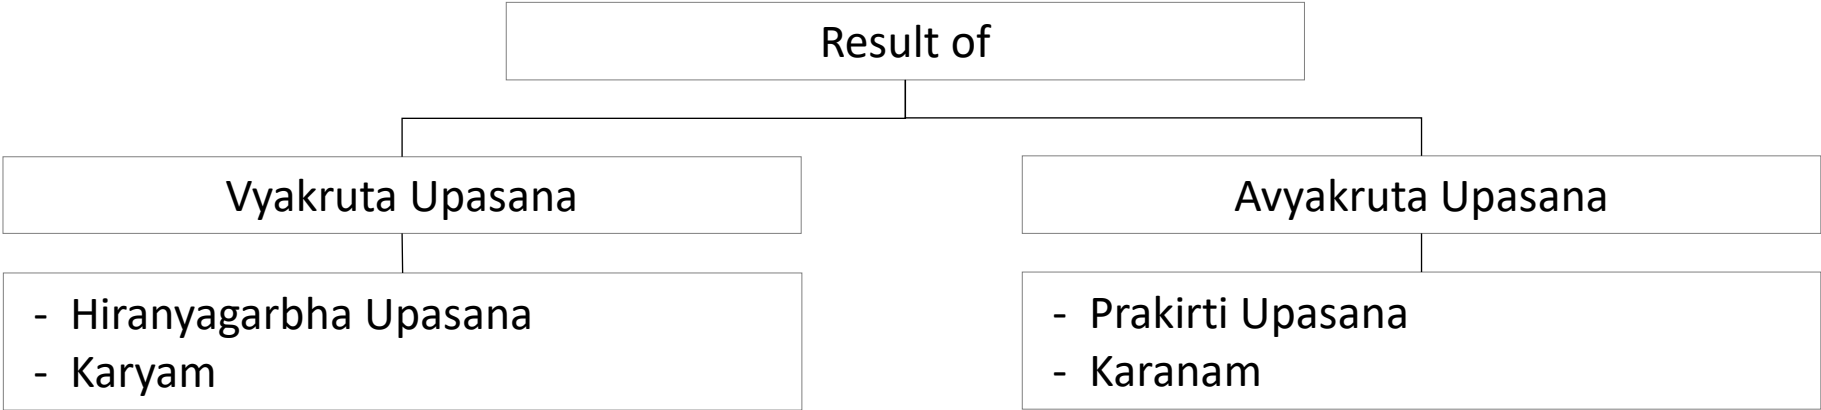 Result of
Vyakruta Upasana
Avyakruta Upasana
- Hiranyagarbha Upasana
- Karyam
- Prakirti Upasana
- Karanam